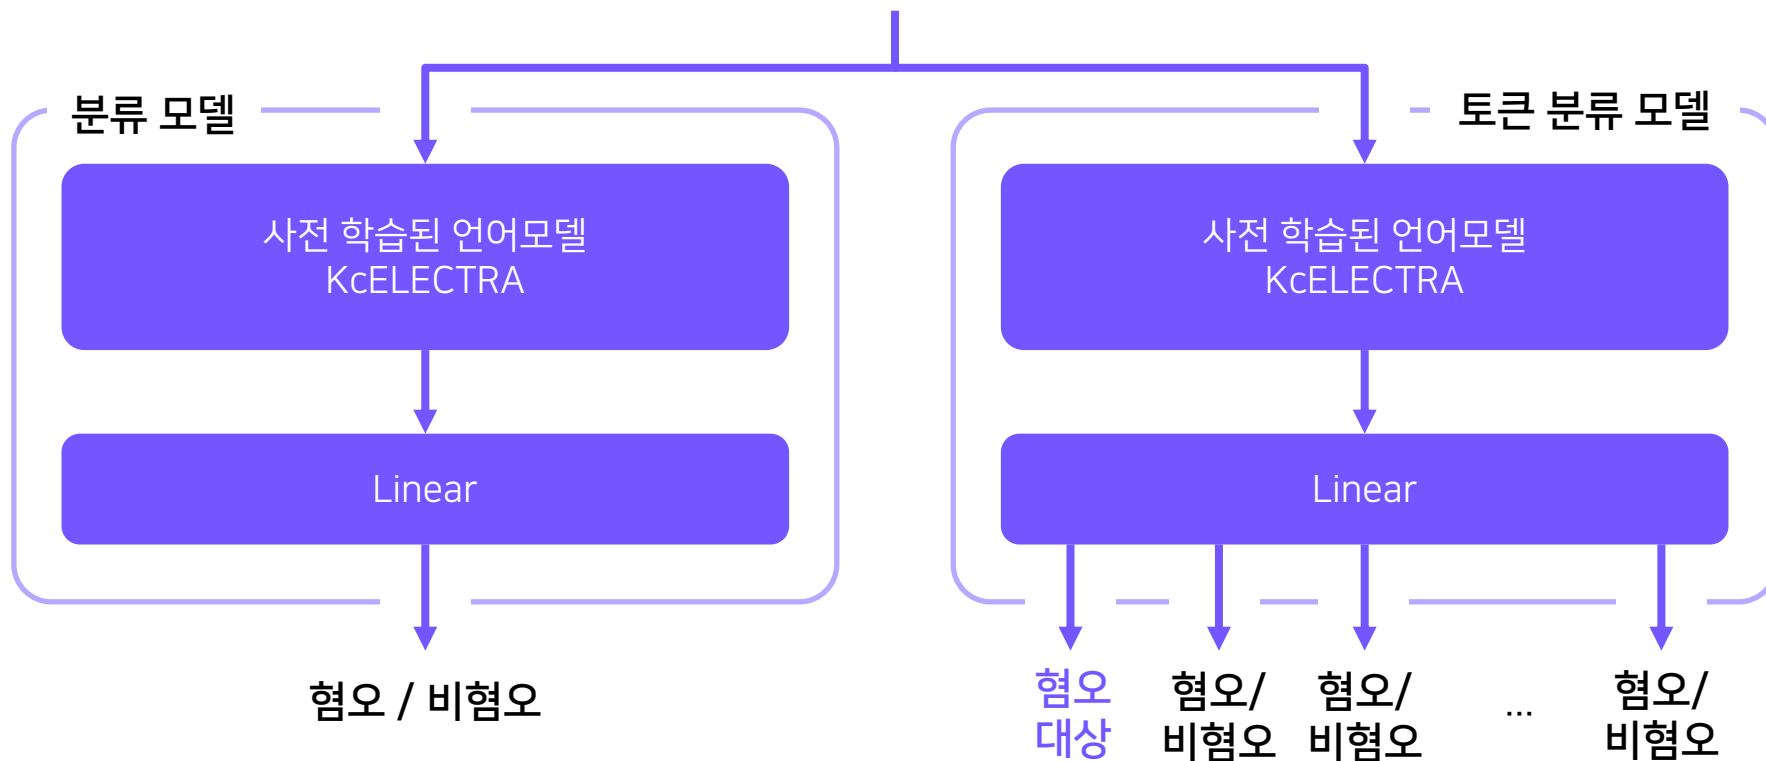 분류 모델
사전 학습된 언어모델
KcELECTRA
Linear
혐오 / 비혐오
토큰 분류 모델
사전 학습된 언어모델
KcELECTRA
Linear
혐오
대상
혐오/
비혐오
혐오/
비혐오
...
혐오/
비혐오